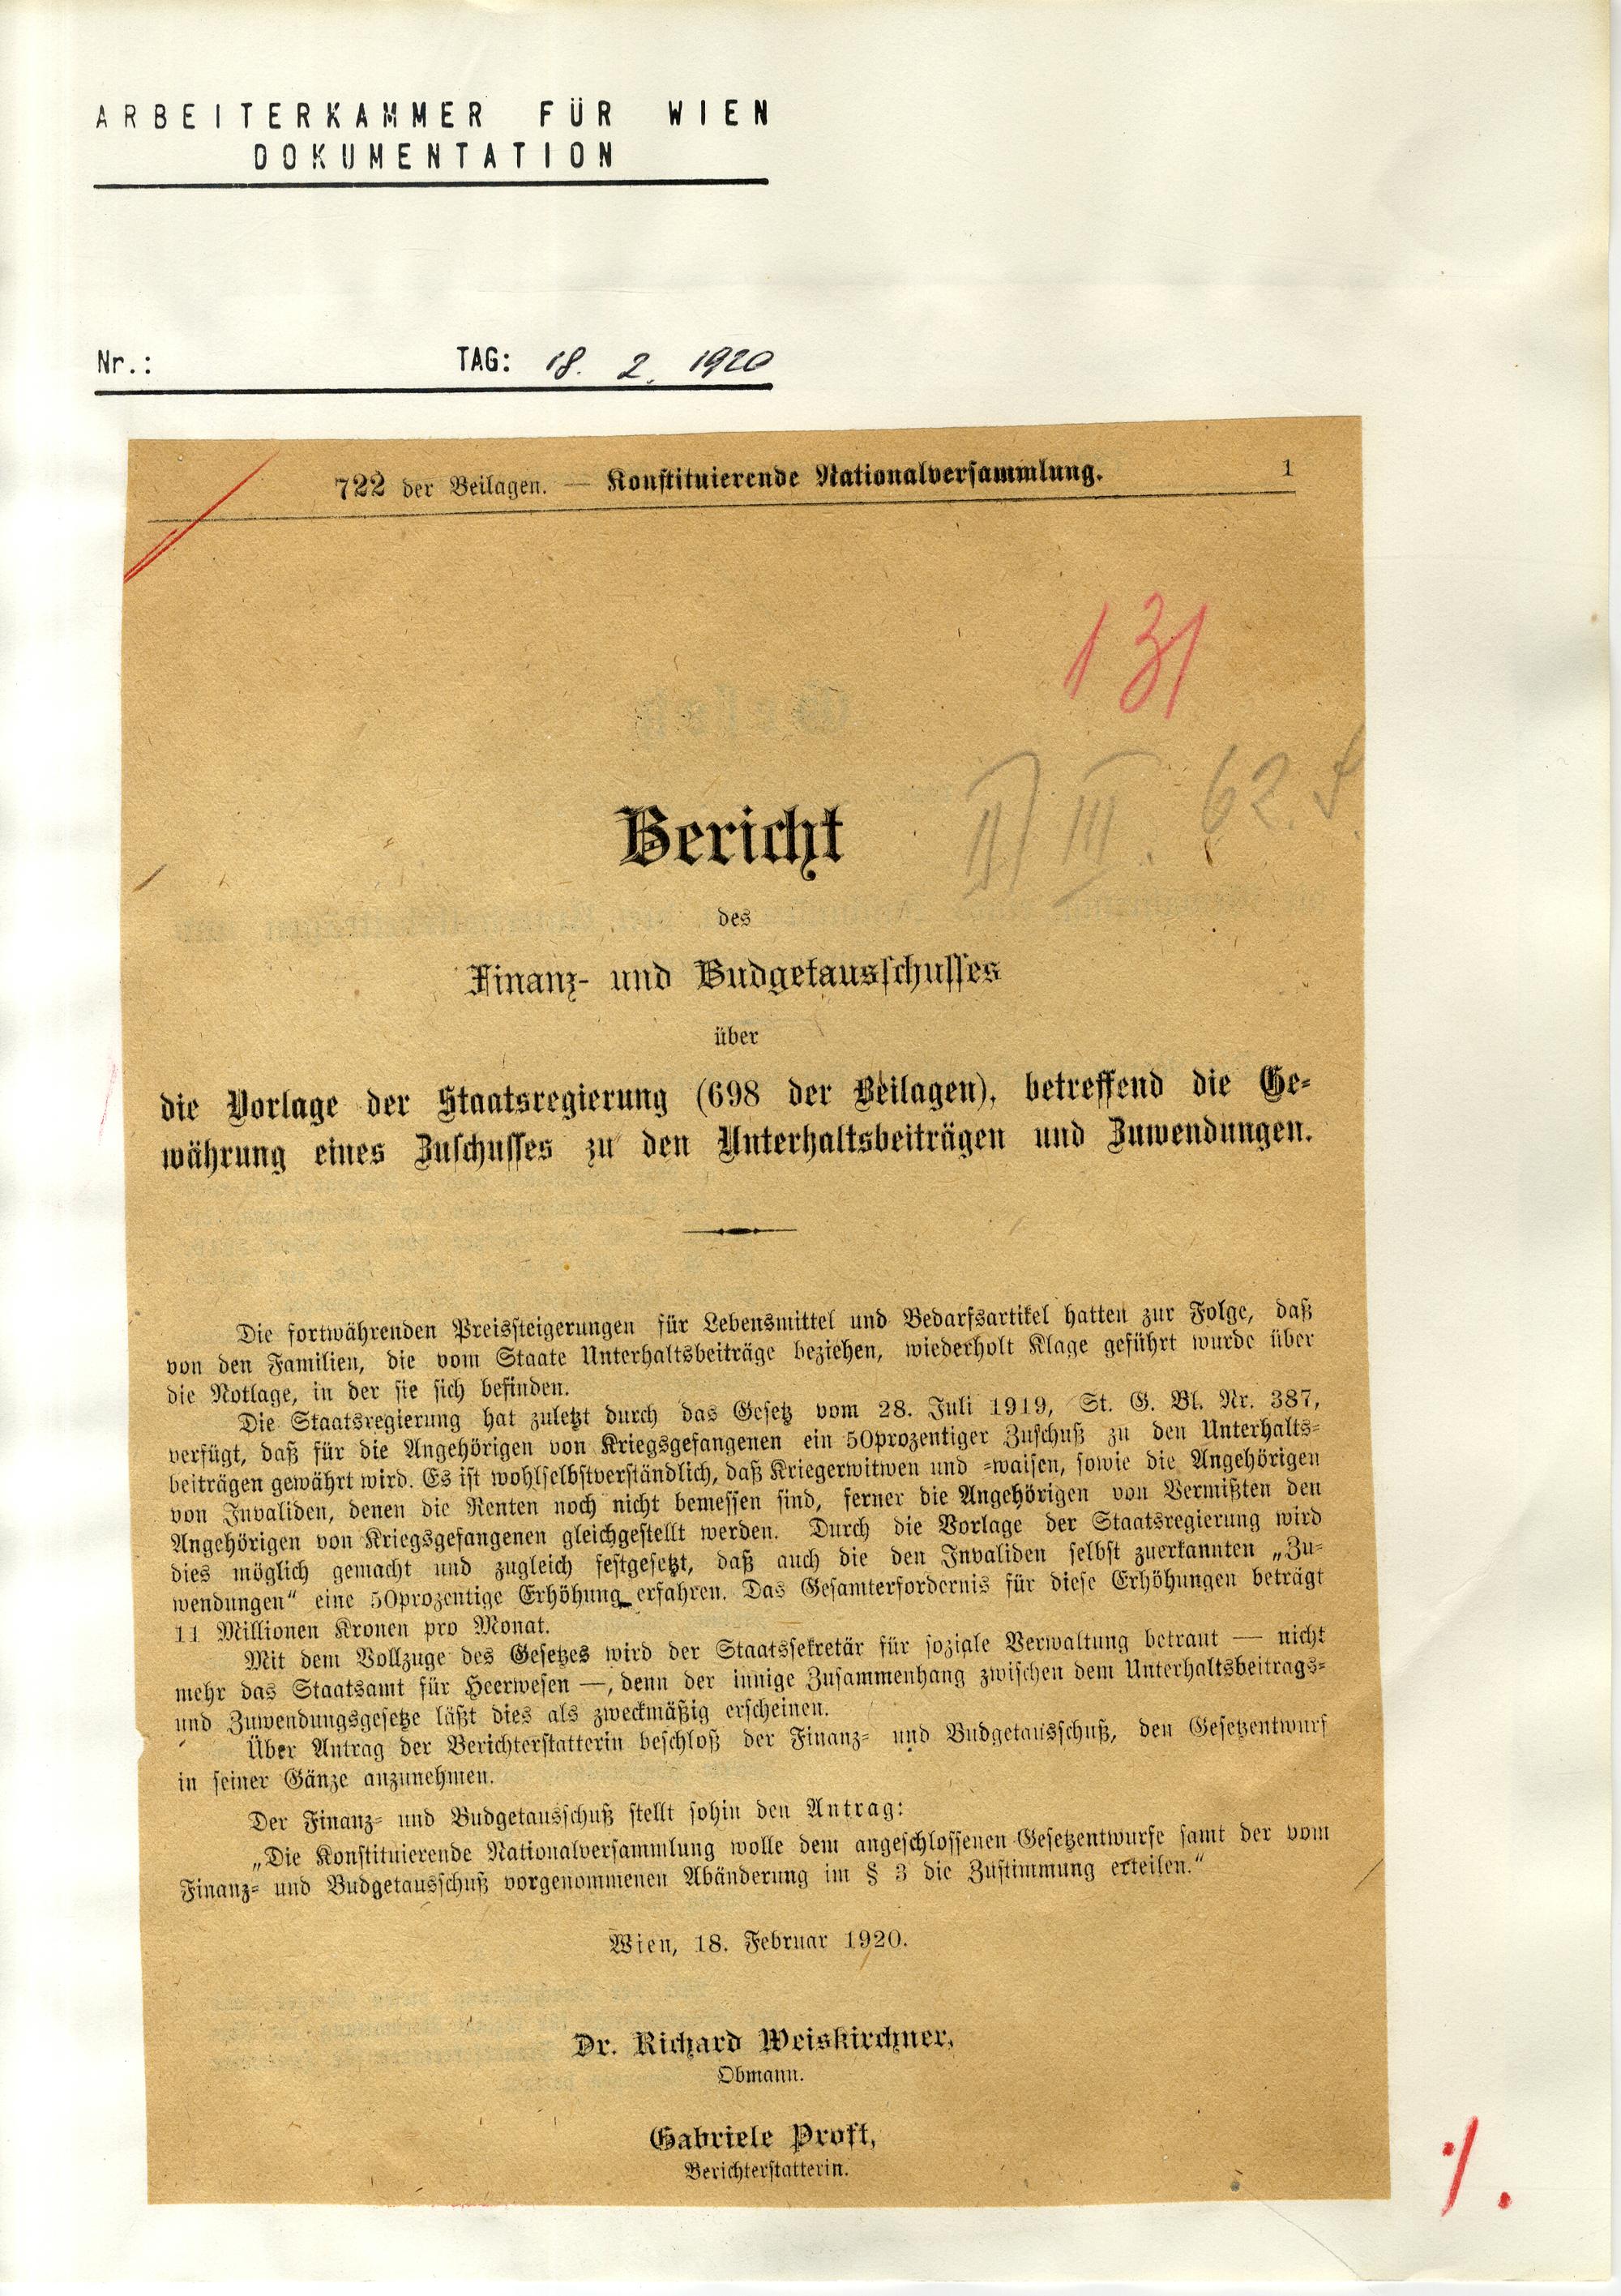 ARBEITERKAMMER FÜR WIEN
DOKUMENTATION
Nr.: TAG: 18. 2. 1920
722 der Beilagen. — Konstituierende Nationalversammlung. 1
131
II) III. 62.
Bericht
des
Finanz- und Budgetausschusses
über
die Vorlage der Staatsregierung (698 der Beilagen), betreffend die Ge-
währung eines Zuschusses zu den Unterhaltsbeiträgen und Zuwendungen.
Die fortwährenden Preissteigerungen für Lebensmittel und Bedarfsartikel hatten zur Folge, daß
von den Familien, die vom Staate Unterhaltsbeiträge beziehen, wiederholt Klage geführt wurde über
die Notlage, in der sie sich befinden.
Die Staatsregierung hat zuletzt durch das Gesetz vom 28. Juli 1919, St. G. Bl. Nr. 387,
verfügt, daß für die Angehörigen von Kriegsgefangenen ein 50prozentiger Zuschuß zu den Unterhalts-
beiträgen gewährt wird. Es ist wohlselbstverständlich, daß Kriegerwitwen und -waisen, sowie die Angehörigen
von Invaliden, denen die Renten noch nicht bemessen sind, ferner die Angehörigen von Vermißten den
Angehörigen von Kriegsgefangenen gleichgestellt werden. Durch die Vorlage der Staatsregierung wird
dies möglich gemacht und zugleich festgesetzt, daß auch die den Invaliden selbst zuerkannten „Zu-
wendungen“ eine 50prozentige Erhöhung erfahren. Das Gesamterfordernis für diese Erhöhungen beträgt
11 Millionen Kronen pro Monat.
Mit dem Vollzuge des Gesetzes wird der Staatssekretär für soziale Verwaltung betraut — nicht
mehr das Staatsamt für Heerwesen —, denn der innige Zusammenhang zwischen dem Unterhaltsbeitrags-
und Zuwendungsgesetze läßt dies als zweckmäßig erscheinen.
Über Antrag der Berichterstatterin beschloß der Finanz- und Budgetausschuß, den Gesetzentwurf
in seiner Gänze anzunehmen.
Der Finanz- und Budgetausschuß stellt sohin den Antrag:
„Die Konstituierende Nationalversammlung wolle dem angeschlossenen Gesetzentwurfe samt der vom
Finanz- und Budgetausschuß vorgenommenen Abänderung im § 3 die Zustimmung erteilen.“
Wien, 18. Februar 1920.
Dr. Richard Weiskirchner,
Obmann.
Gabriele Proft,
Berichterstatterin.